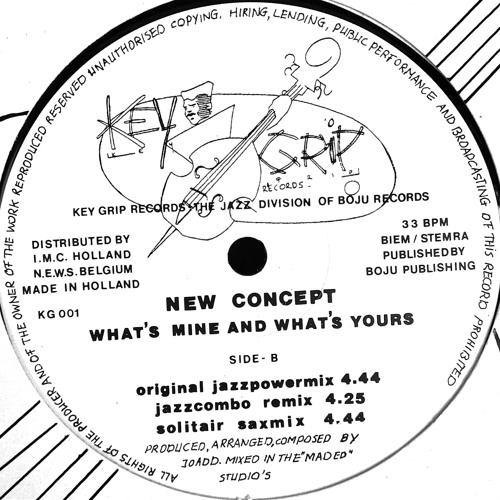 ALL RIGHTS OF THE PRODUCER AND OF THE OWNER OF THE WORK REPRODUCED RESERVED UNAUTHORISED COPYING. HIRING, LENDING, PUBLIC PERFORMANCE AND BROADCASTING OF THIS RECORD PROHIBITED
KEY
GRIP
RECORDS
KEY GRIP RECORDS-THE JAZZ DIVISION OF BOJU RECORDS
DISTRIBUTED BY
I.M.C. HOLLAND
N.E.W.S. BELGIUM
MADE IN HOLLAND
KG 001
33 BPM
BIEM / STEMRA
PUBLISHED BY
BOJU PUBLISHING
NEW CONCEPT
WHAT'S MINE AND WHAT'S YOURS
SIDE- B
original jazzpowermix 4.44
jazzcombo remix 4.25
solitair saxmix 4.44
PRODUCED, ARRANGED, COMPOSED BY
JOADD. MIXED IN THE "MADED"
STUDIO'S